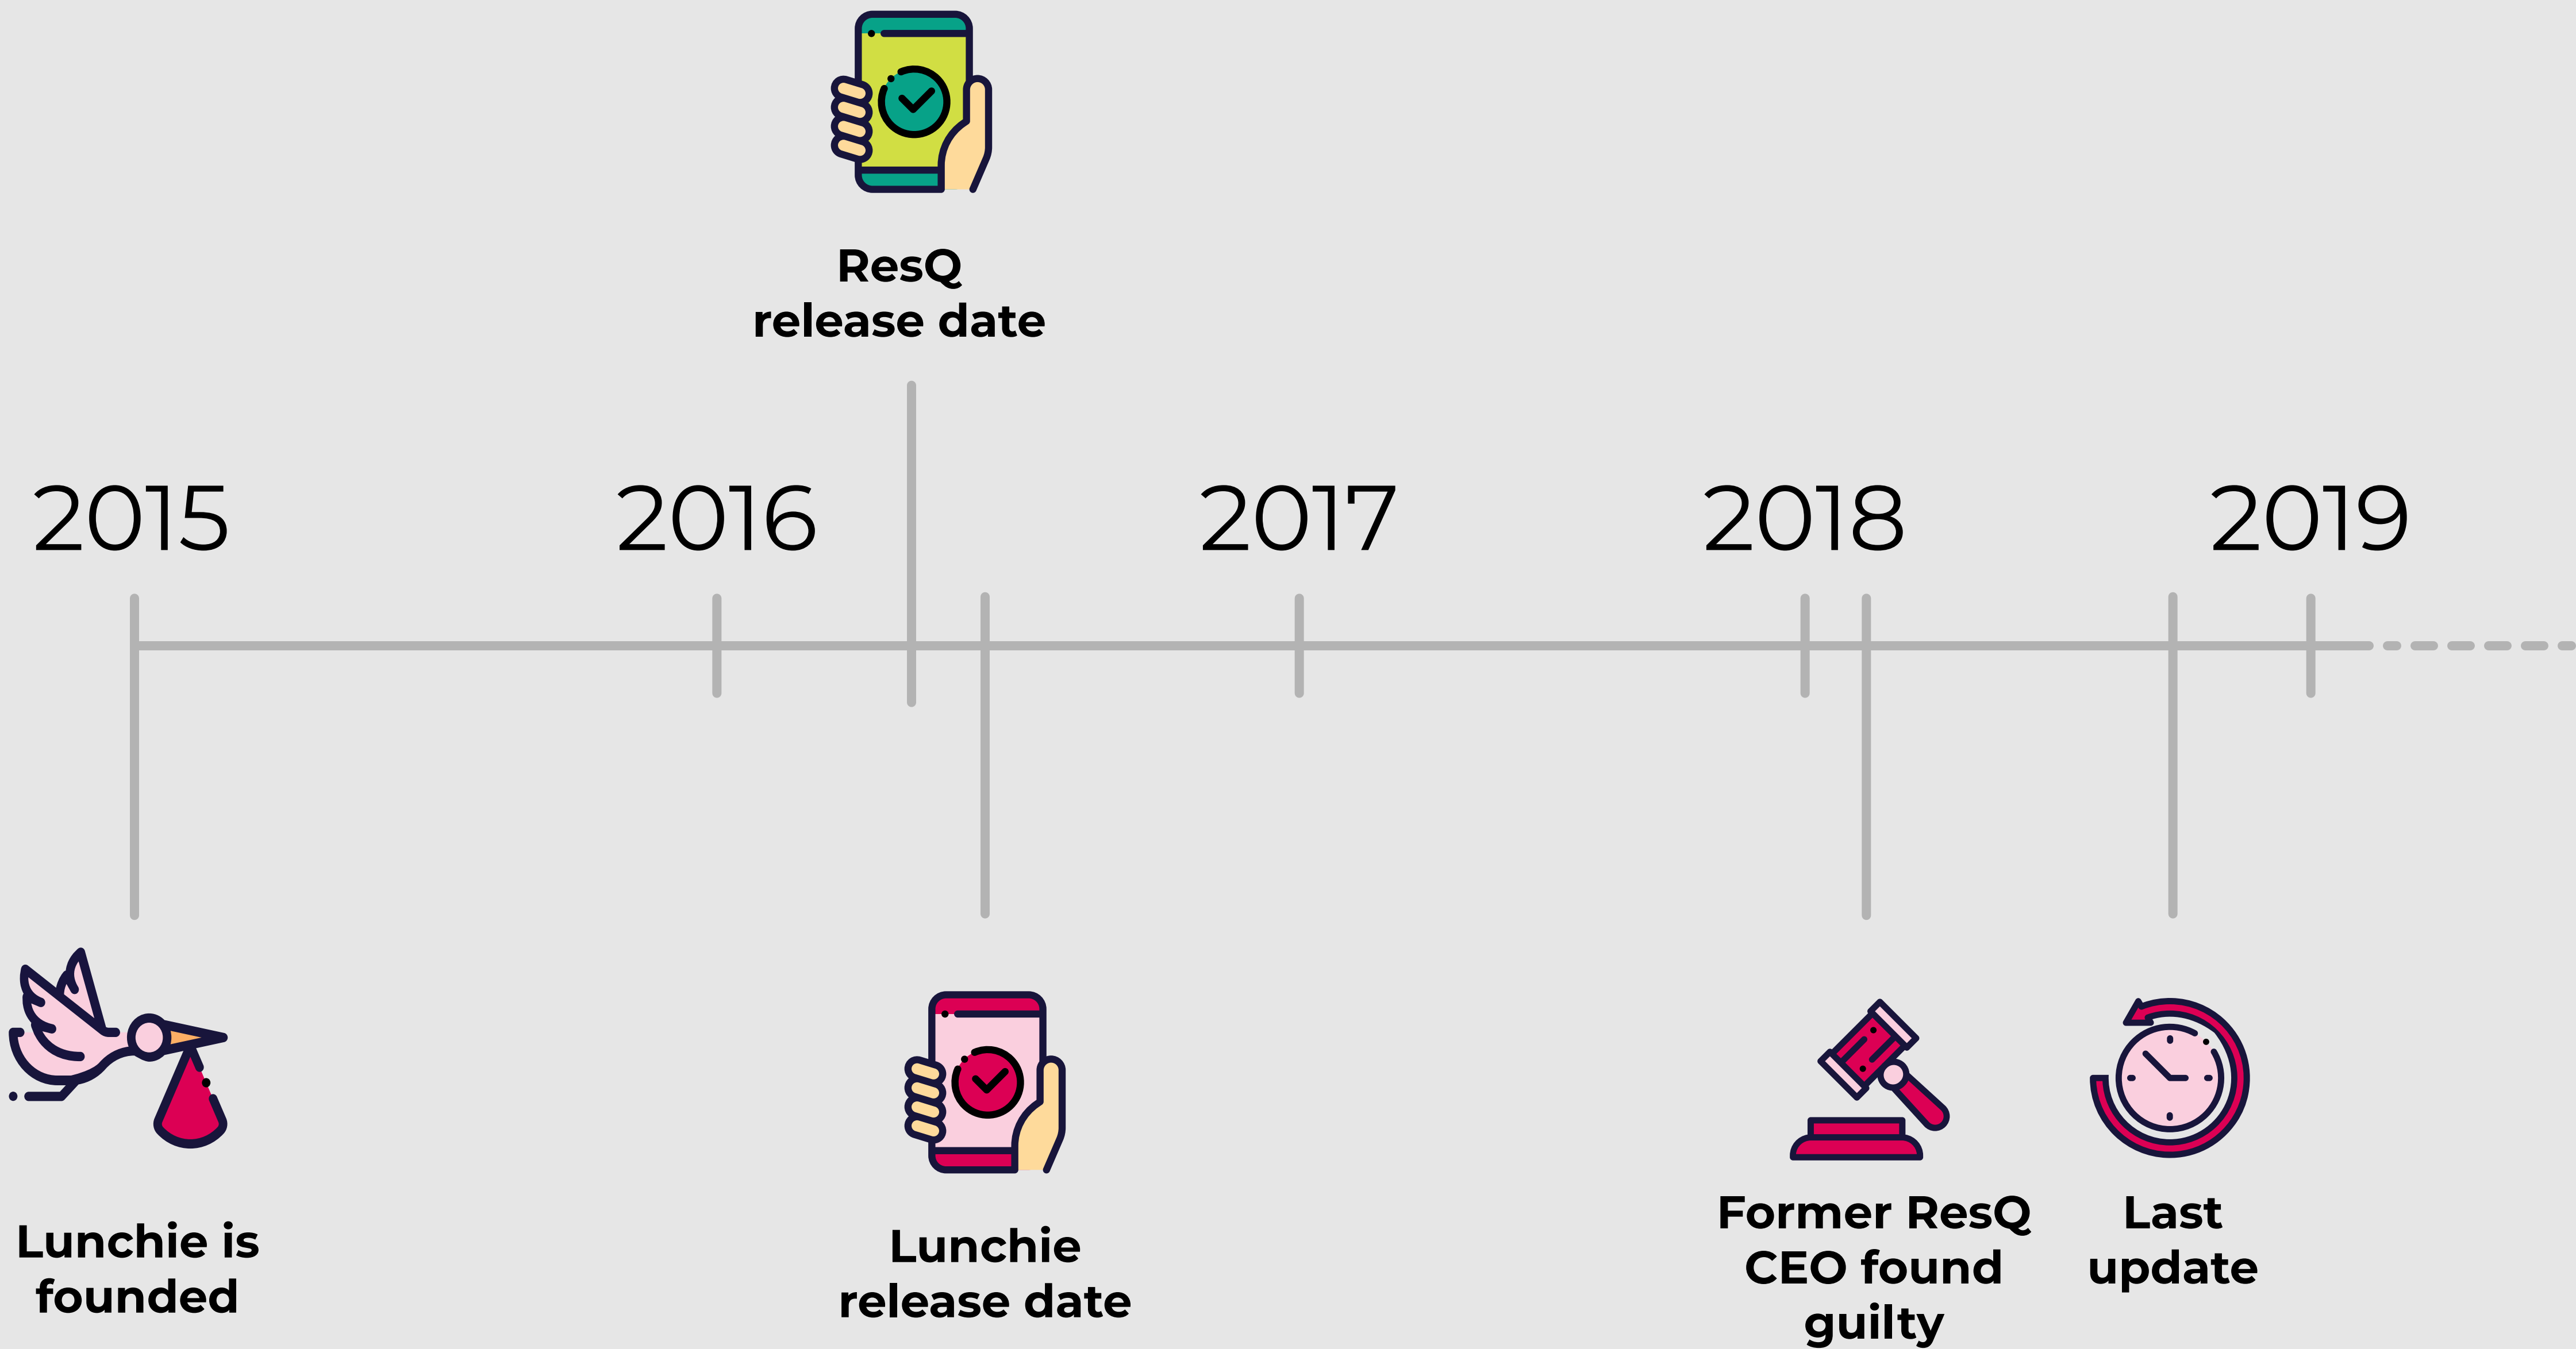 ResQ
release date
2015
2016
2017
2018
2019
Lunchie is
founded
Lunchie
release date
Former ResQ
CEO found
guilty
Last
update